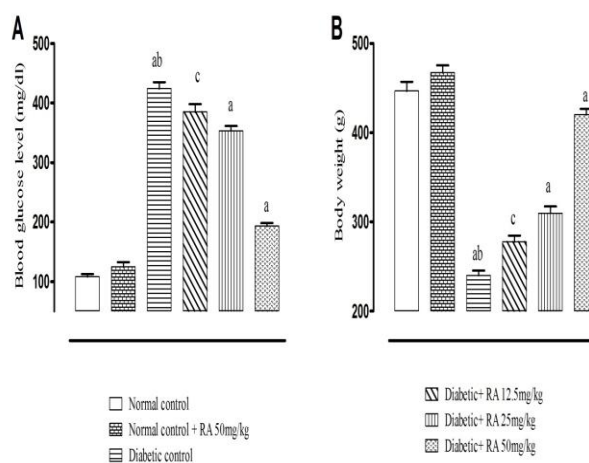 A
500
400
300
200
100
Blood glucose level (mg/dl)
ab
c
a
a
B
500
400
300
200
Body weight (g)
ab
c
a
a
Normal control
Normal control + RA 50mg/kg
Diabetic control
Diabetic+ RA 12.5mg/kg
Diabetic+ RA 25mg/kg
Diabetic+ RA 50mg/kg